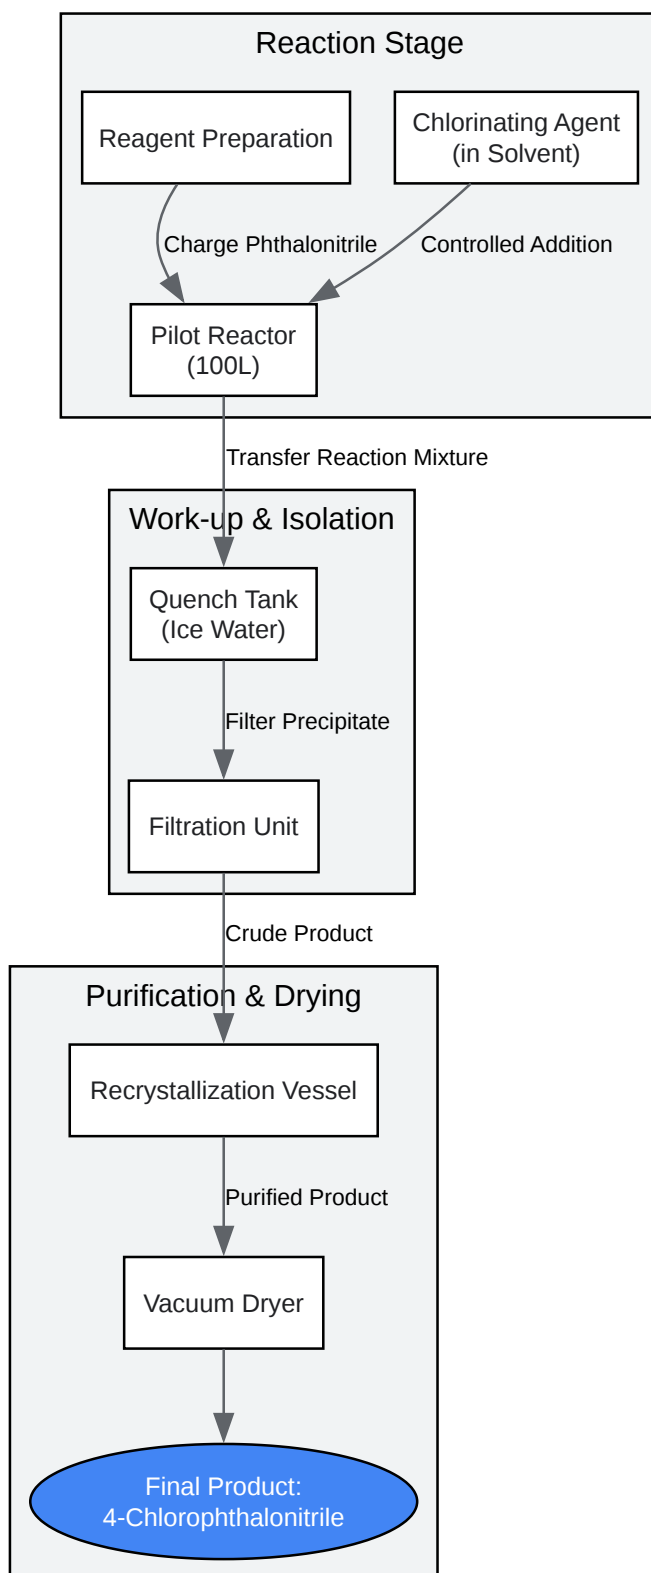 Reaction Stage
Reagent Preparation
Chlorinating Agent
(in Solvent)
Charge Phthalonitrile
Controlled Addition
Pilot Reactor
(100L)
Transfer Reaction Mixture
Work-up & Isolation
Quench Tank
(Ice Water)
Filter Precipitate
Filtration Unit
Crude Product
Purification & Drying
Recrystallization Vessel
Purified Product
Vacuum Dryer
Final Product:
4-Chlorophthalonitrile